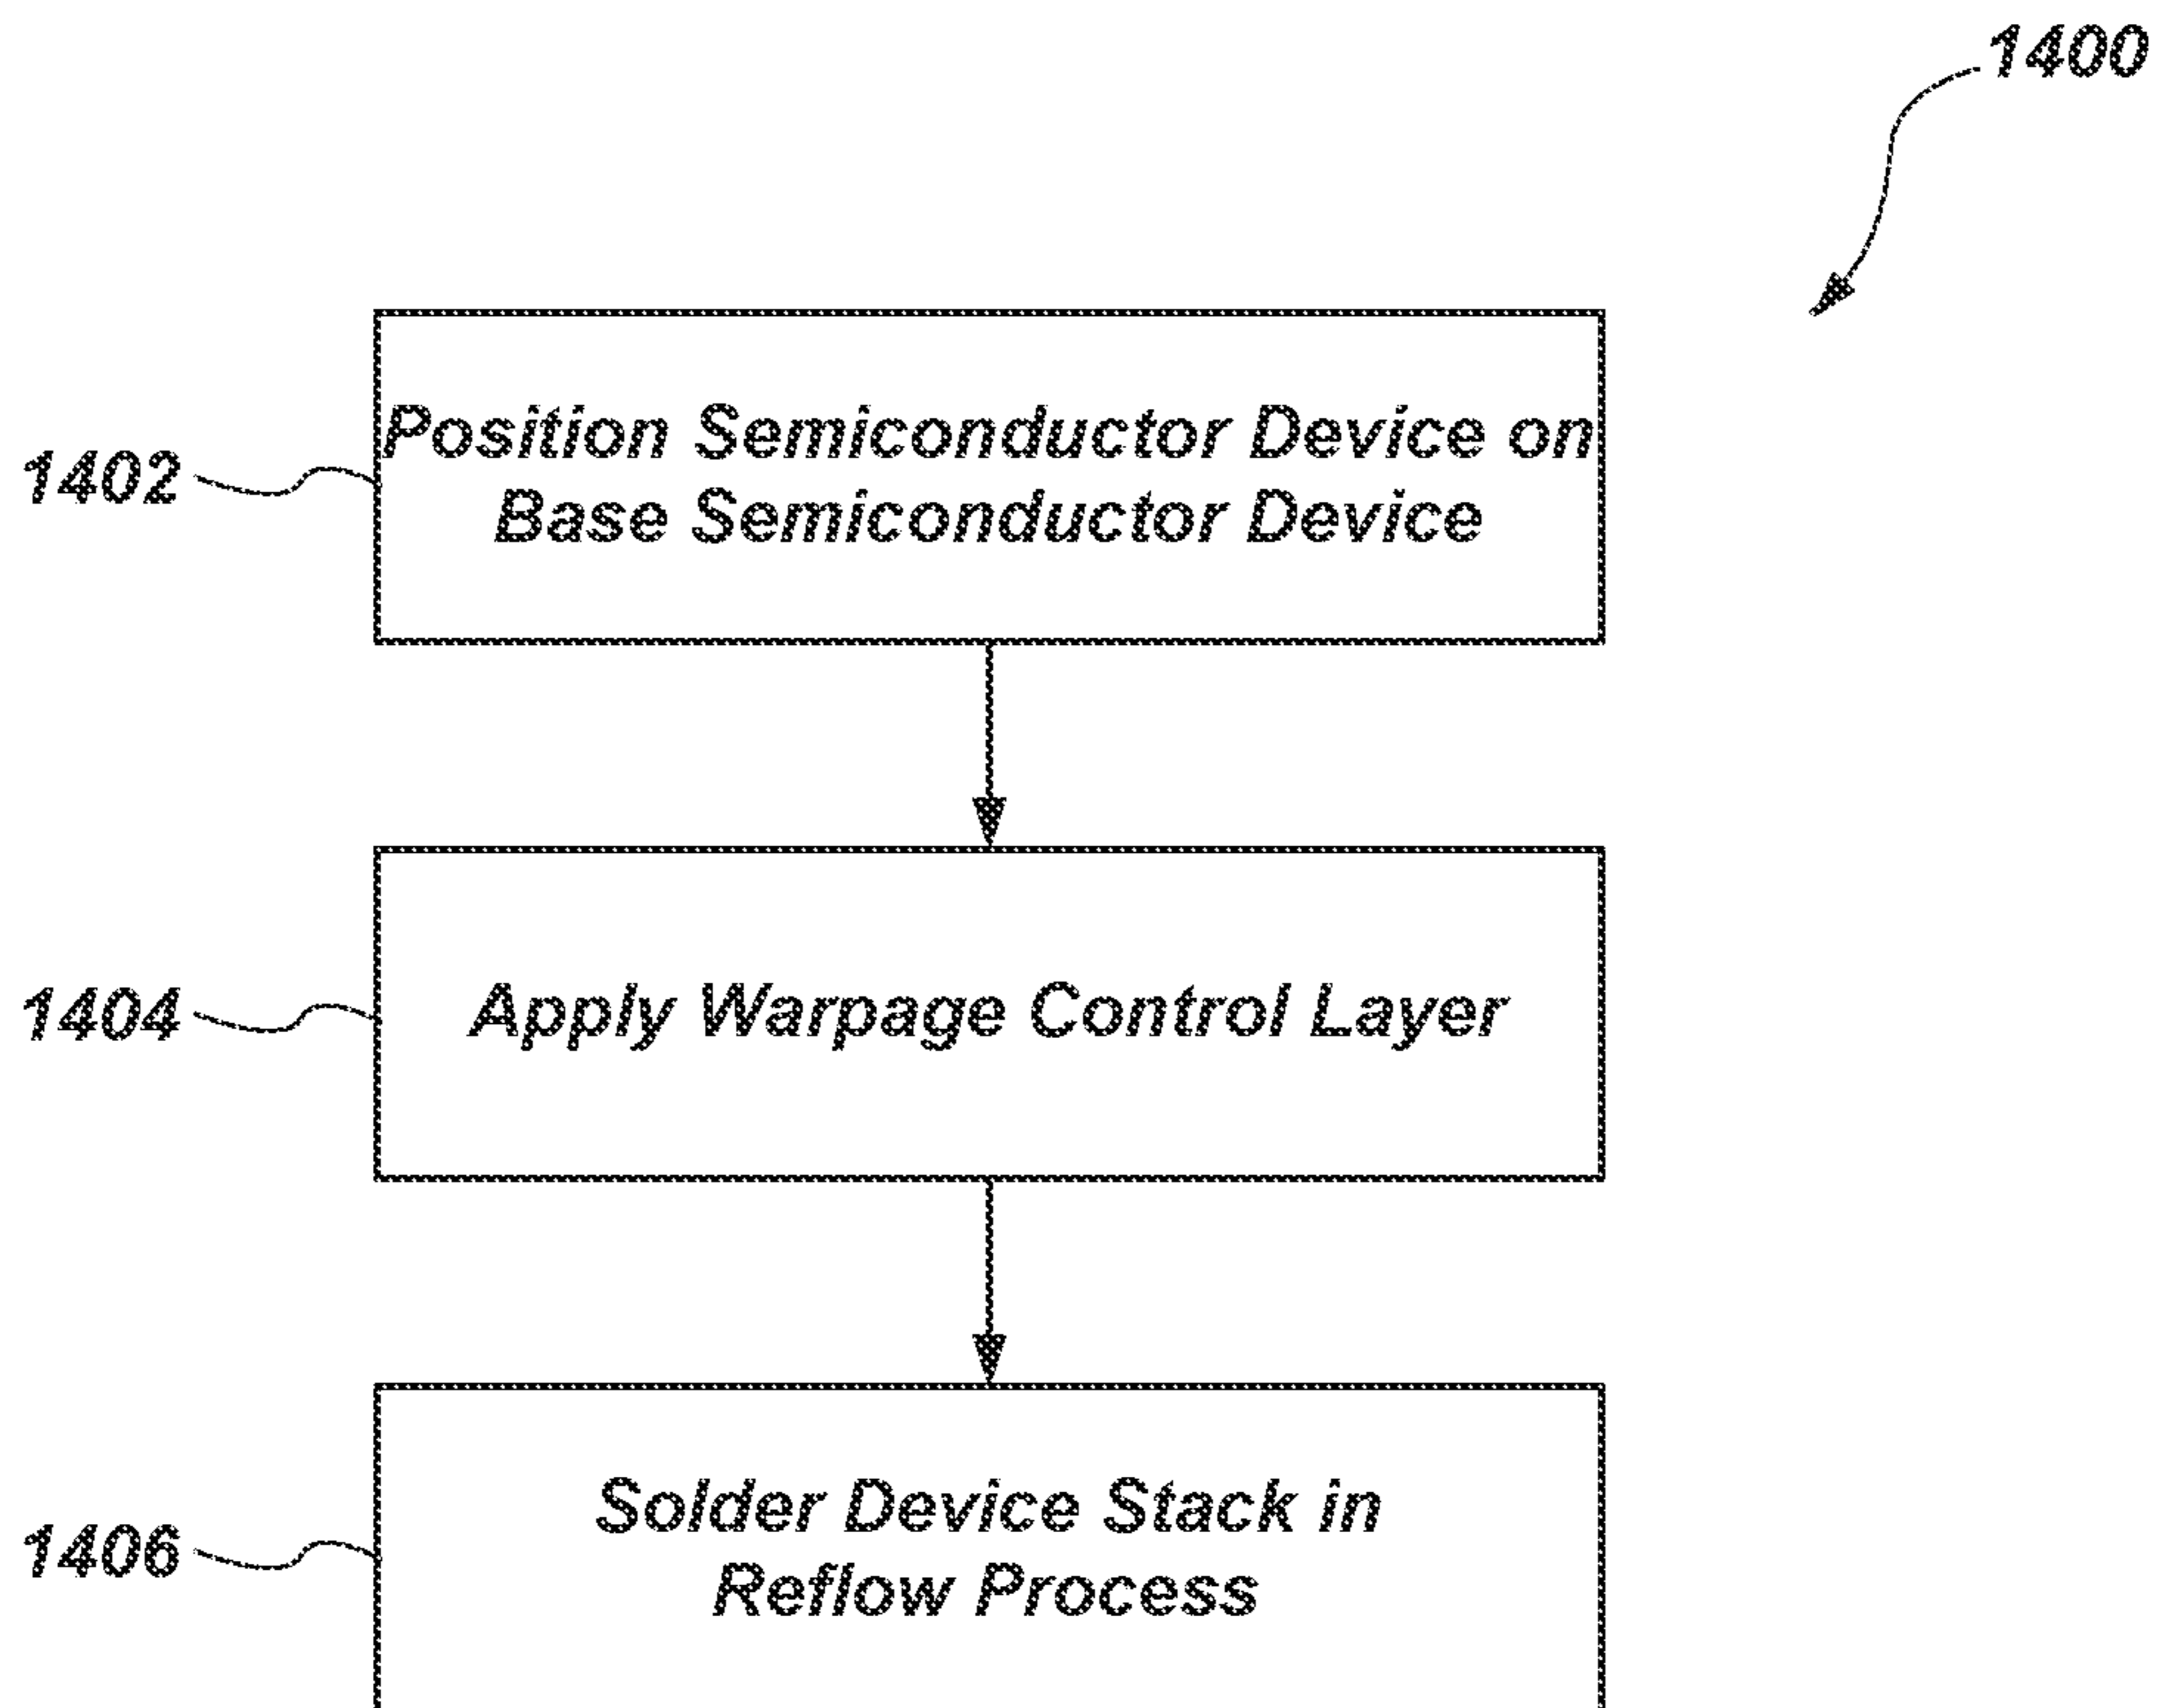 1400
1402
Position Semiconductor Device on
Base Semiconductor Device
1404
Apply Warpage Control Layer
1406
Solder Device Stack in
Reflow Process